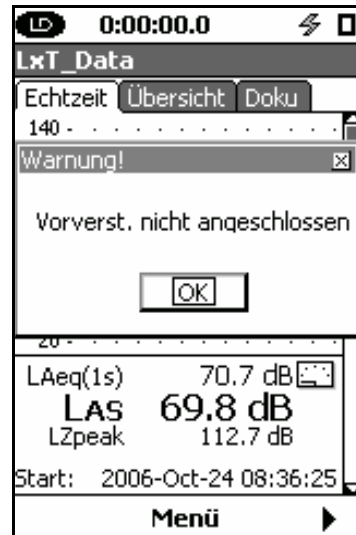 LD 0:00:00.0
LxT_Data
Echtzeit Übersicht Doku
140
Warnung!
Vorverst. nicht angeschlossen
OK
20
LAeq(1s) 70.7 dB
LAS 69.8 dB
LZpeak 112.7 dB
Start: 2006-Oct-24 08:36:25
Menü